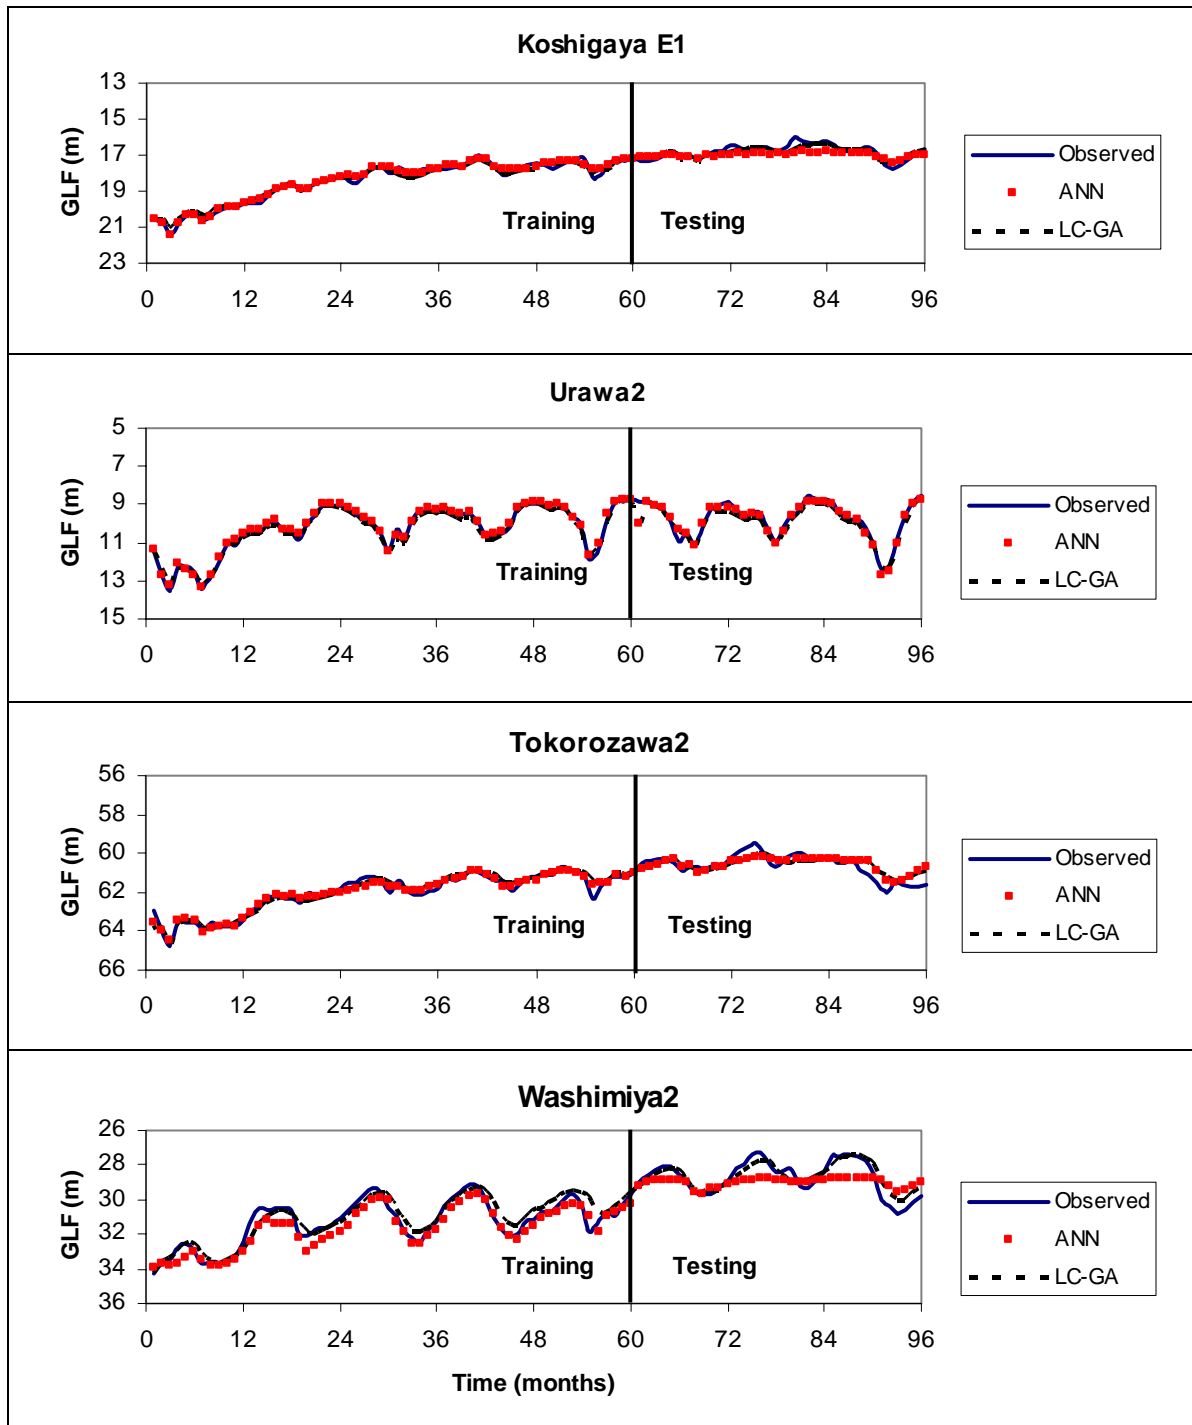 Koshigaya E1
13
15
17
19
21
23
GLF (m)
Training
Testing
0 12 24 36 48 60 72 84 96
Observed
ANN
LC-GA
Urawa2
5
7
9
11
13
15
GLF (m)
Training
Testing
0 12 24 36 48 60 72 84 96
Observed
ANN
LC-GA
Tokorozawa2
56
58
60
62
64
66
GLF (m)
Training
Testing
0 12 24 36 48 60 72 84 96
Observed
ANN
LC-GA
Washimiya2
26
28
30
32
34
36
GLF (m)
Training
Testing
0 12 24 36 48 60 72 84 96
Time (months)
Observed
ANN
LC-GA